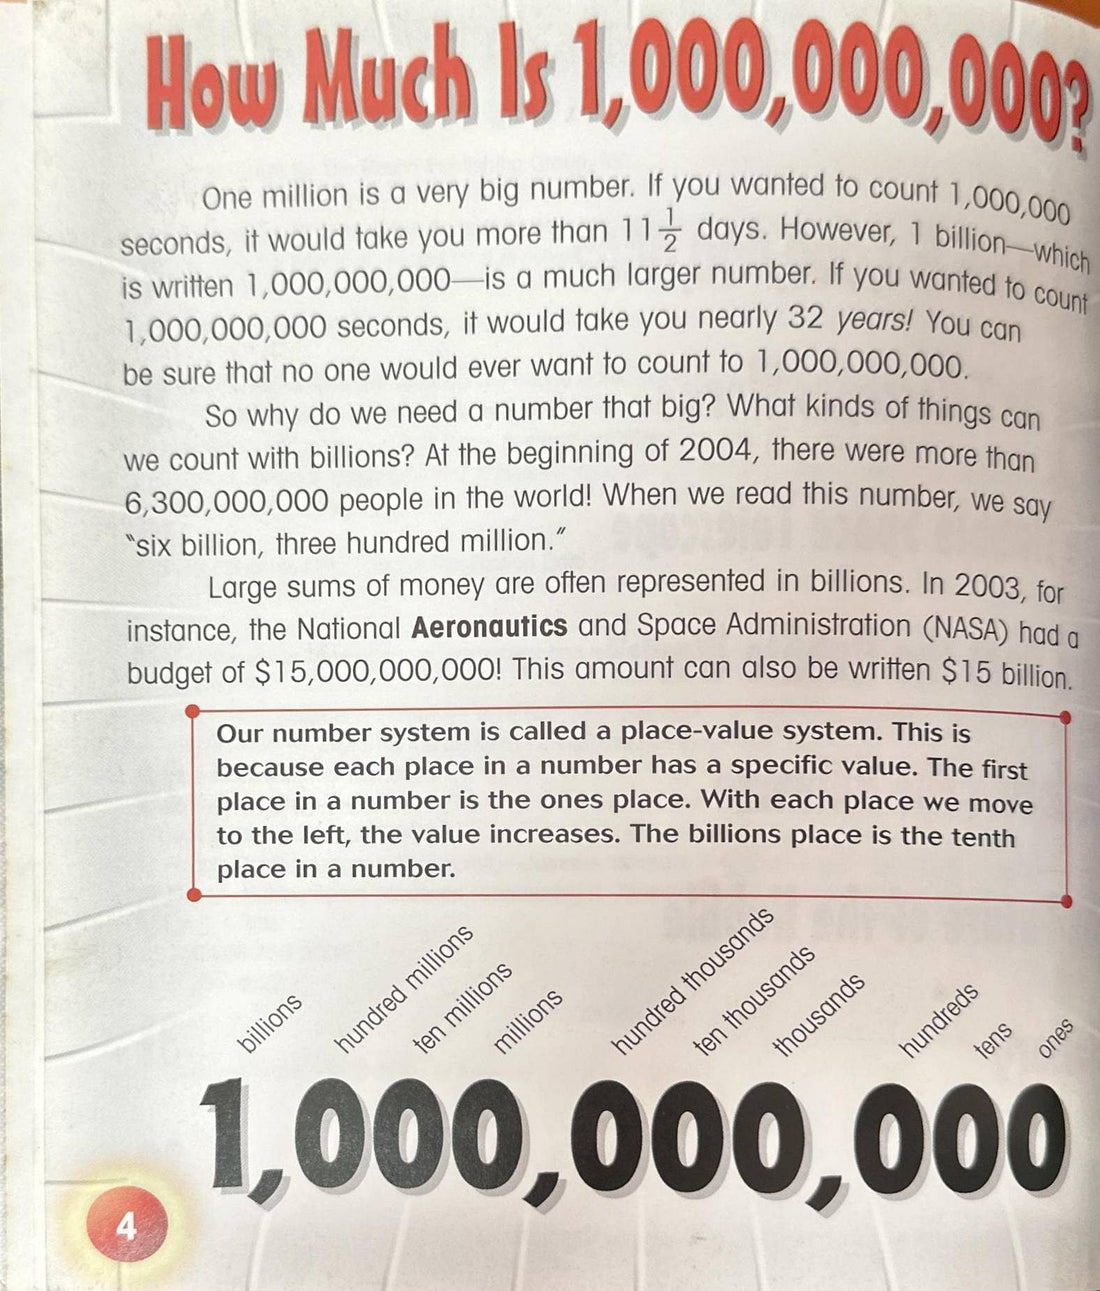 How Much Is 1,000,000,000?
One million is a very big number. If you wanted to count 1,000,000
seconds, it would take you more than 11 1/2 days. However, 1 billion—which
is written 1,000,000,000—is a much larger number. If you wanted to count
1,000,000,000 seconds, it would take you nearly 32 years! You can
be sure that no one would ever want to count to 1,000,000,000.
So why do we need a number that big? What kinds of things can
we count with billions? At the beginning of 2004, there were more than
6,300,000,000 people in the world! When we read this number, we say
“six billion, three hundred million.”
Large sums of money are often represented in billions. In 2003, for
instance, the National Aeronautics and Space Administration (NASA) had a
budget of $15,000,000,000! This amount can also be written $15 billion.
Our number system is called a place-value system. This is
because each place in a number has a specific value. The first
place in a number is the ones place. With each place we move
to the left, the value increases. The billions place is the tenth
place in a number.
billions
hundred millions
ten millions
millions
hundred thousands
ten thousands
thousands
hundreds
tens
ones
1,000,000,000
4